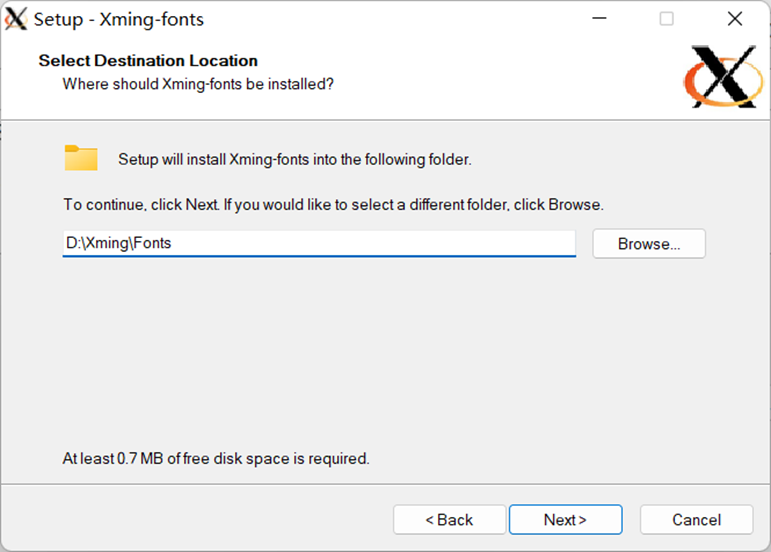 Setup - Xming-fonts
Select Destination Location
Where should Xming-fonts be installed?
Setup will install Xming-fonts into the following folder.
To continue, click Next. If you would like to select a different folder, click Browse.
D:\Xming\Fonts
Browse...
At least 0.7 MB of free disk space is required.
< Back
Next >
Cancel